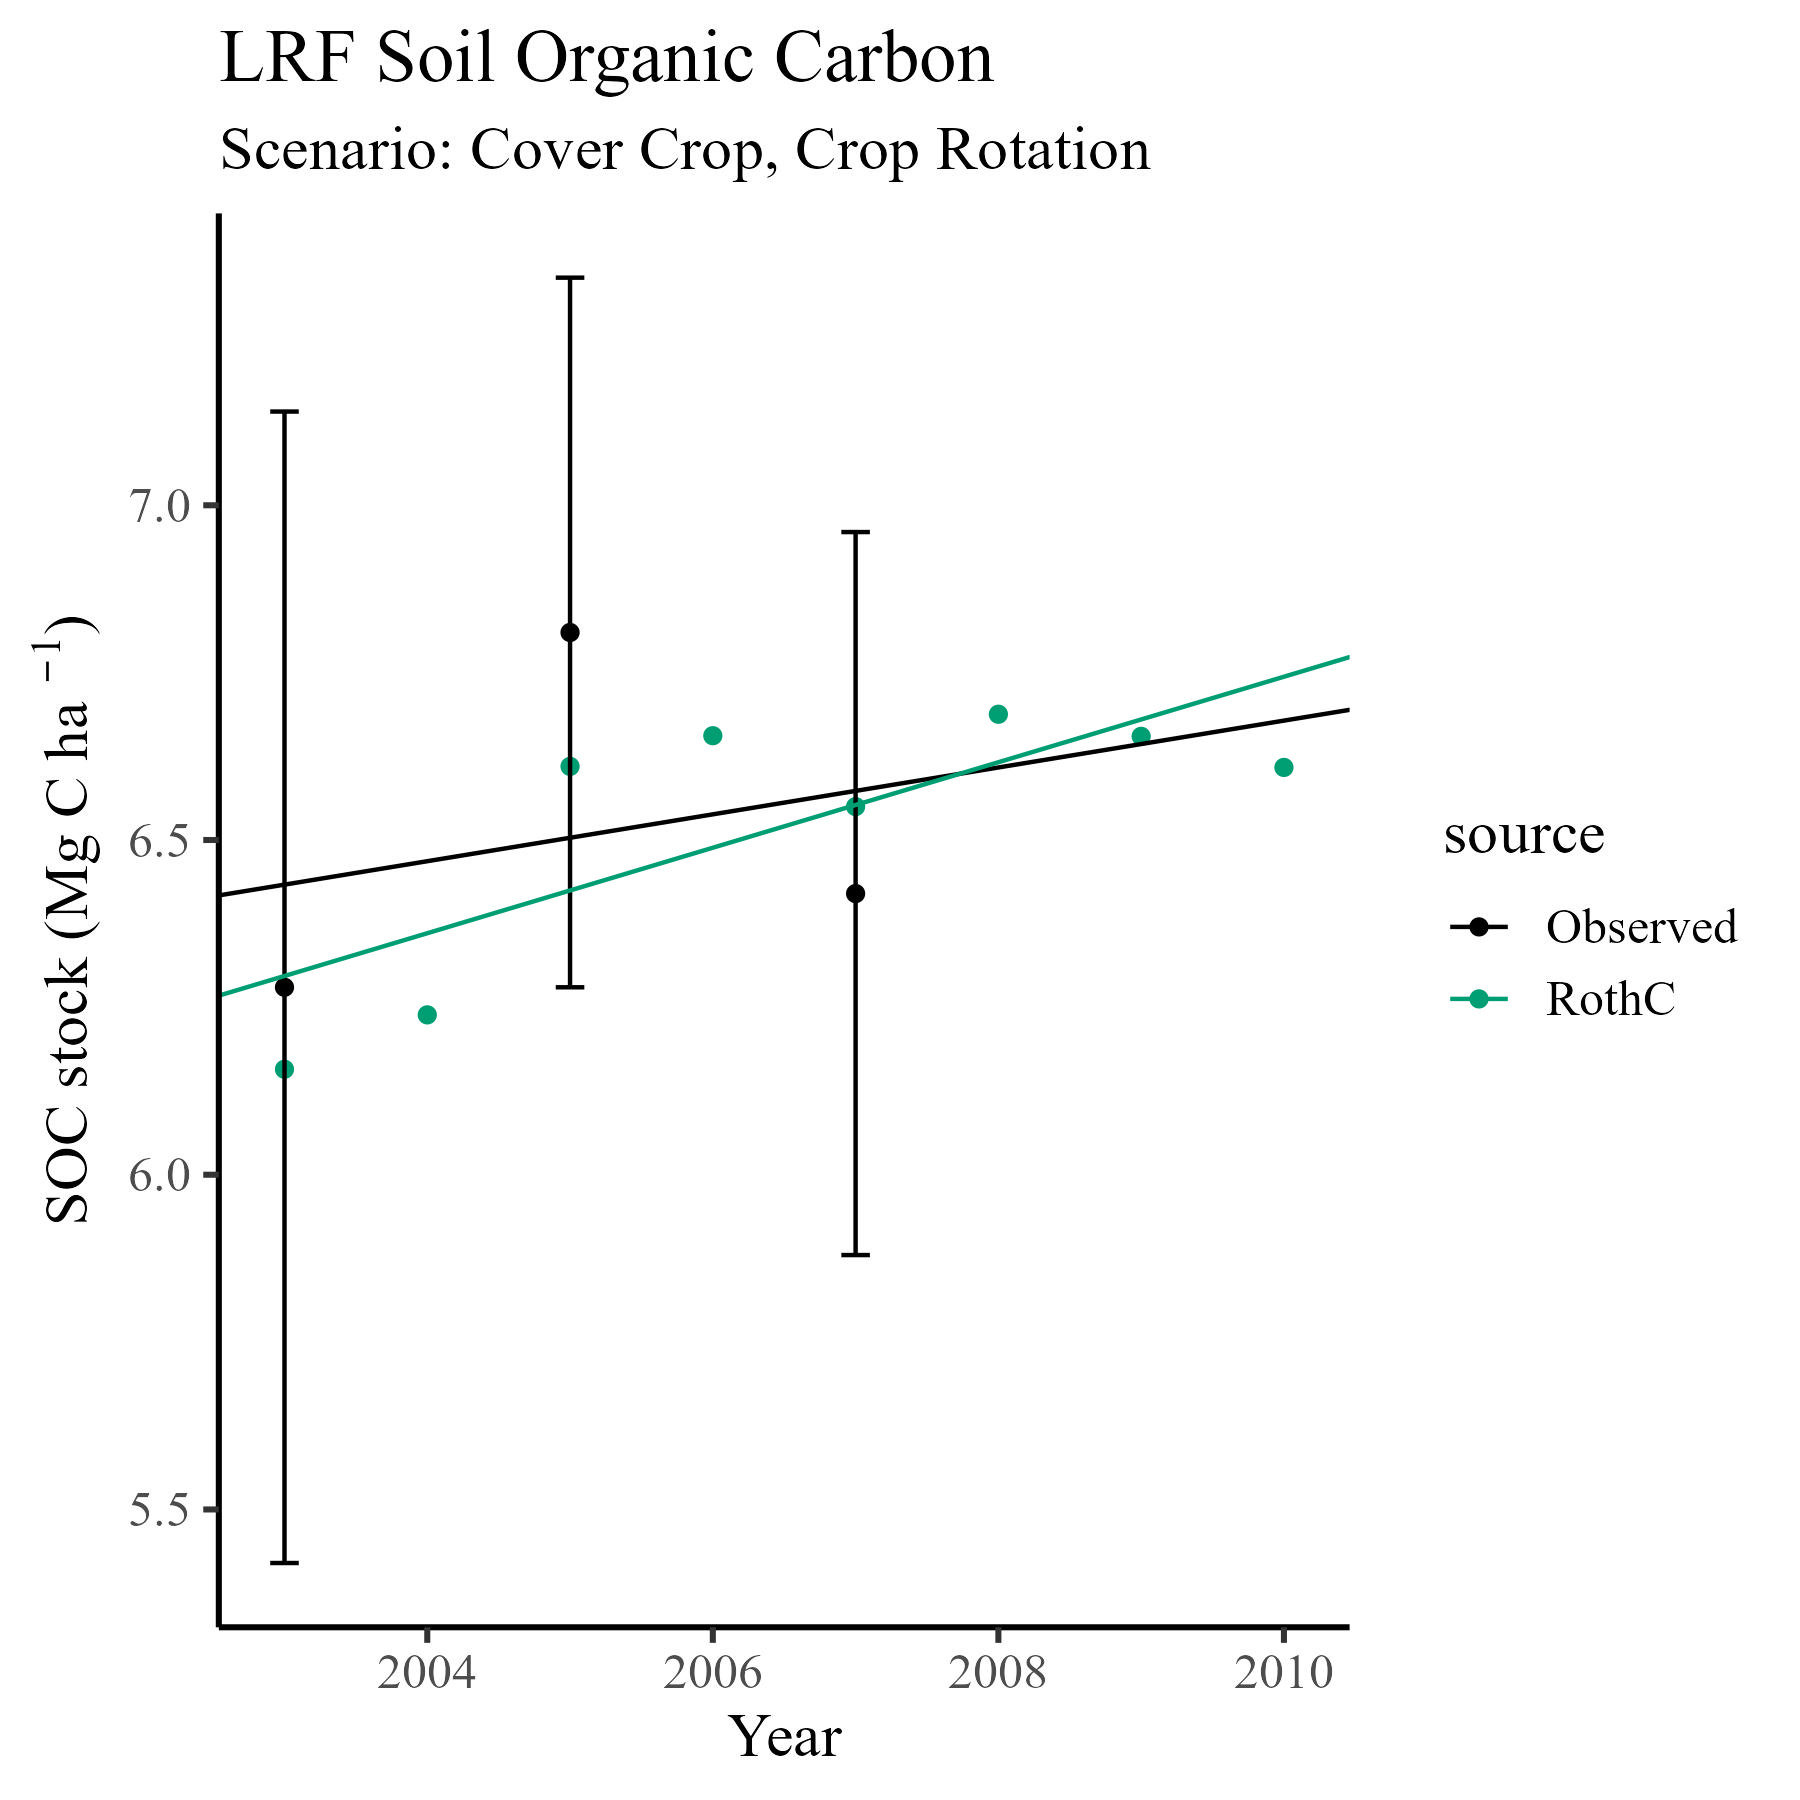 LRF Soil Organic Carbon
Scenario: Cover Crop, Crop Rotation
SOC stock (Mg C ha −1)
7.0
6.5
6.0
5.5
2004 2006 2008 2010
Year
source
Observed
RothC